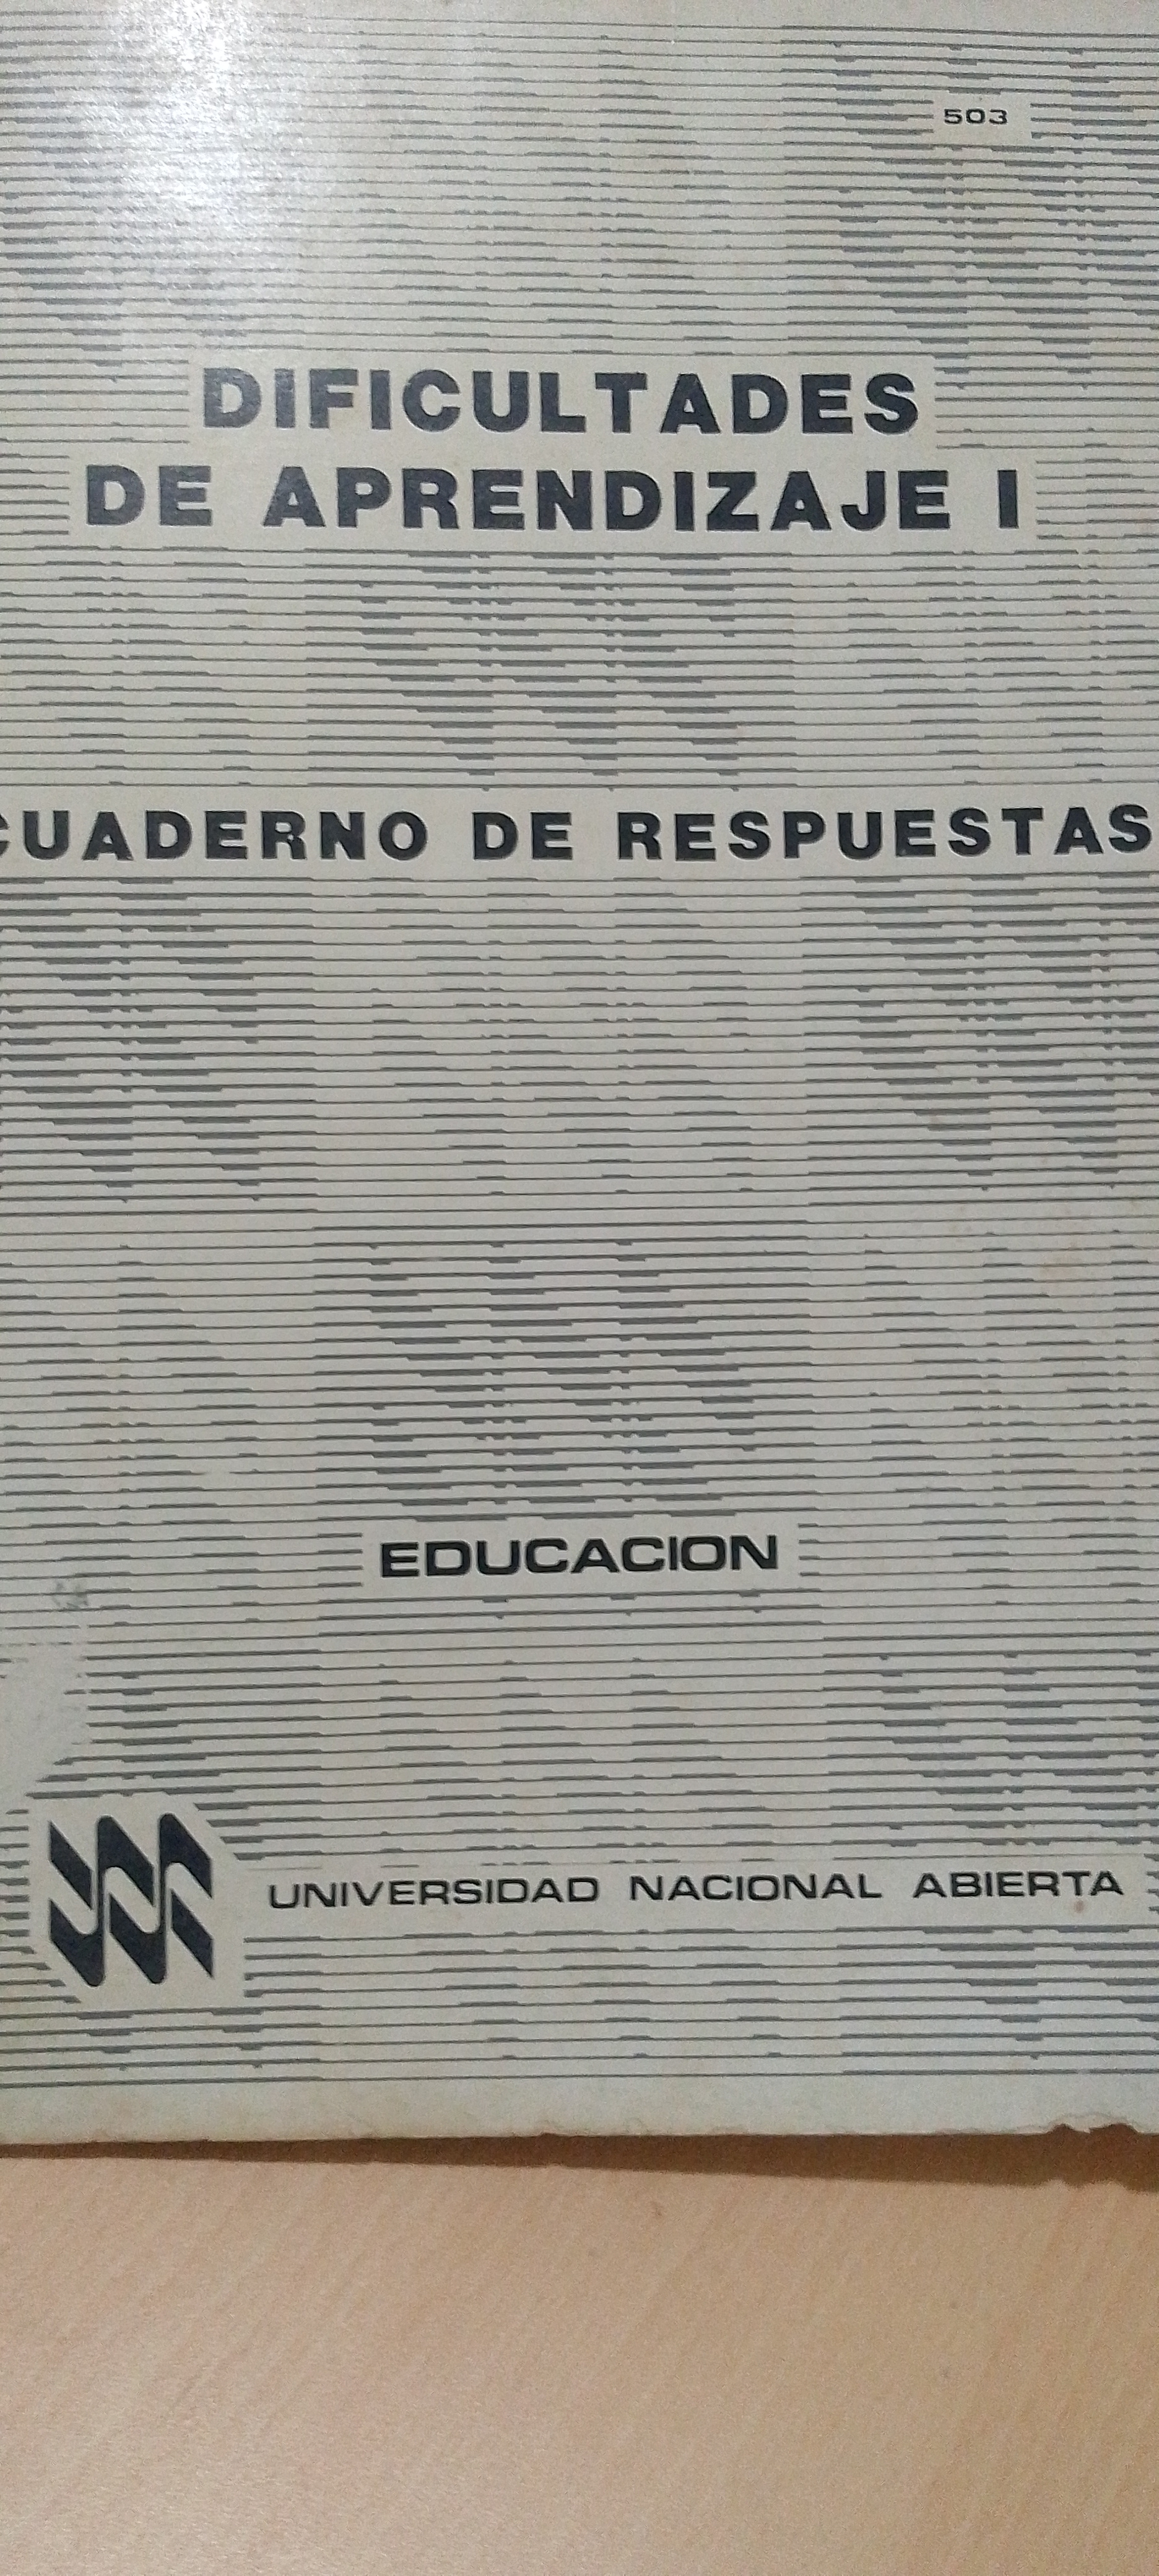 503
DIFICULTADES
DE APRENDIZAJE I
CUADERNO DE RESPUESTAS
EDUCACION
UNIVERSIDAD NACIONAL ABIERTA